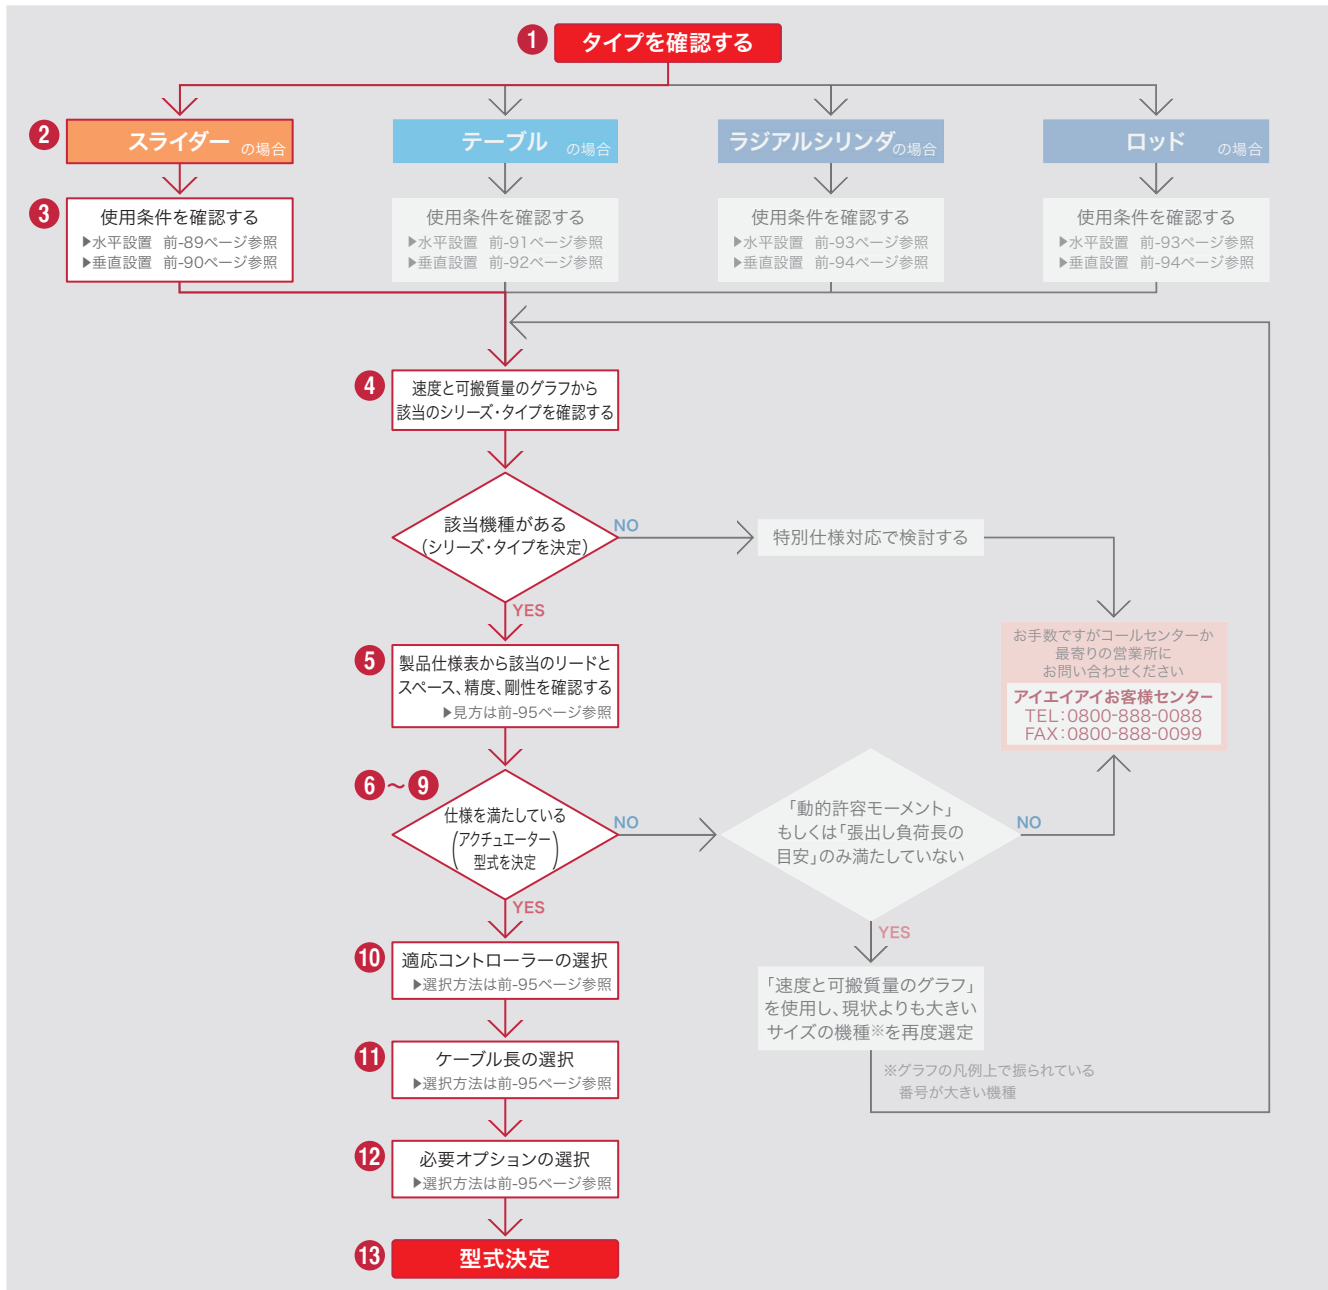 1 タイプを確認する
2 スライダー の場合
テーブル の場合
ラジアルシリンダの場合
ロッド の場合
3 使用条件を確認する
▶水平設置 前-89ページ参照
▶垂直設置 前-90ページ参照
使用条件を確認する
▶水平設置 前-91ページ参照
▶垂直設置 前-92ページ参照
使用条件を確認する
▶水平設置 前-93ページ参照
▶垂直設置 前-94ページ参照
使用条件を確認する
▶水平設置 前-93ページ参照
▶垂直設置 前-94ページ参照
4 速度と可搬質量のグラフから
該当のシリーズ・タイプを確認する
該当機種がある
(シリーズ・タイプを決定)
NO
特別仕様対応で検討する
YES
お手数ですがコールセンターか
最寄りの営業所に
お問い合わせください
アイエイアイお客様センター
TEL:0800-888-0088
FAX:0800-888-0099
5 製品仕様表から該当のリードと
スペース、精度、剛性を確認する
▶見方は前-95ページ参照
6～9
仕様を満たしている
(アクチュエーター
型式を決定)
NO
「動的許容モーメント」
もしくは「張出し負荷長の
目安」のみ満たしていない
NO
YES
YES
「速度と可搬質量のグラフ」
を使用し、現状よりも大きい
サイズの機種※を再度選定
※グラフの凡例上で振られている
番号が大きい機種
10 適応コントローラーの選択
▶選択方法は前-95ページ参照
11 ケーブル長の選択
▶選択方法は前-95ページ参照
12 必要オプションの選択
▶選択方法は前-95ページ参照
13 型式決定